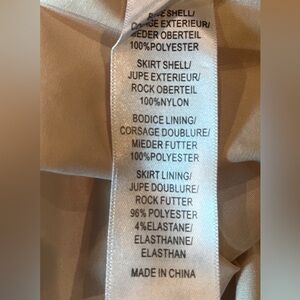 SHELL/
EXTERIEUR/
MIEDER OBERTEIL
100%POLYESTER
SKIRT SHELL/
JUPE EXTERIEUR/
ROCK OBERTEIL
100%NYLON
BODICE LINING/
CORSAGE DOUBLURE/
MIEDER FUTTER
100%POLYESTER
SKIRT LINING/
JUPE DOUBLURE/
ROCK FUTTER
96% POLYESTER
4%ELASTANE/
ELASTHANNE/
ELASTHAN
MADE IN CHINA